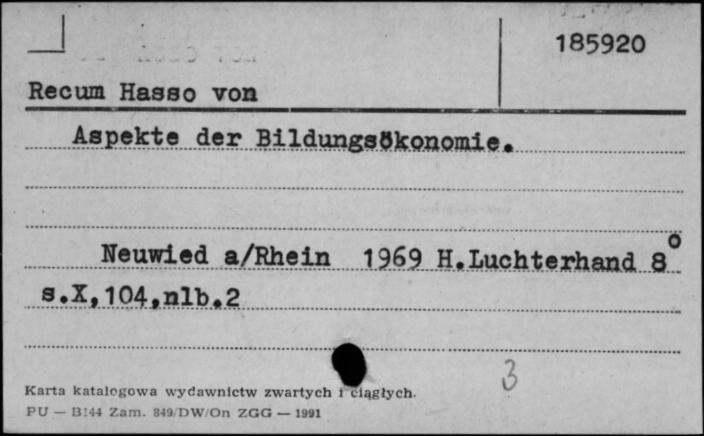 185920
Recum Hasso von
Aspekte der Bildungsökonomie.
Neuwied a/Rhein 1969 H.Luchterhand 8°
s.X,104,nlb.2
3
Karta katalogowa wydawnictw zwartych i ciągłych.
PU — B144 Zam. 849/DW/On ZGG — 1991